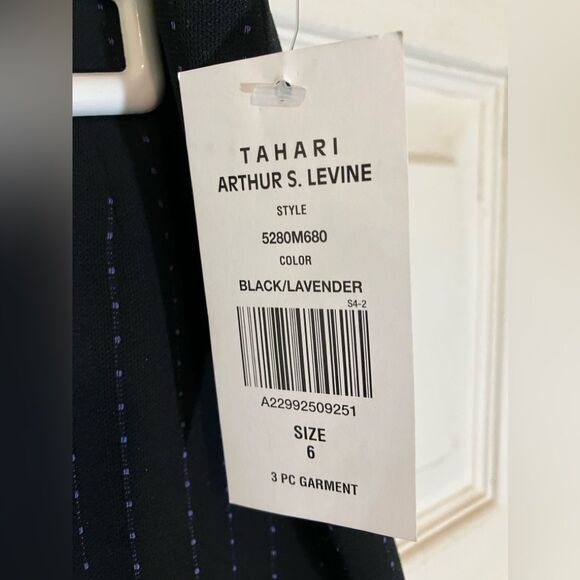 TAHARI
ARTHUR S. LEVINE
STYLE
5280M680
COLOR
BLACK/LAVENDER
S4-2
A22992509251
SIZE
6
3 PC GARMENT